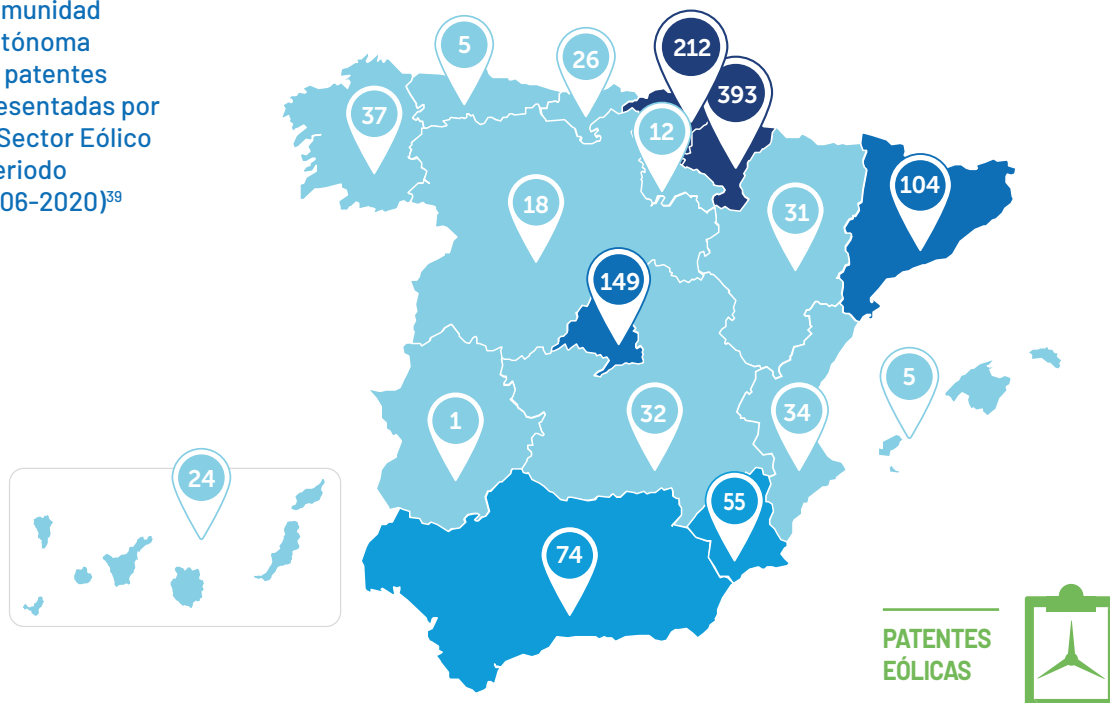 munidad
tónoma
patentes
esentadas por
Sector Eólico
eriodo
06-2020)³⁹
5
26
212
393
37
12
104
18
31
149
5
1
32
34
24
55
74
PATENTES
EÓLICAS